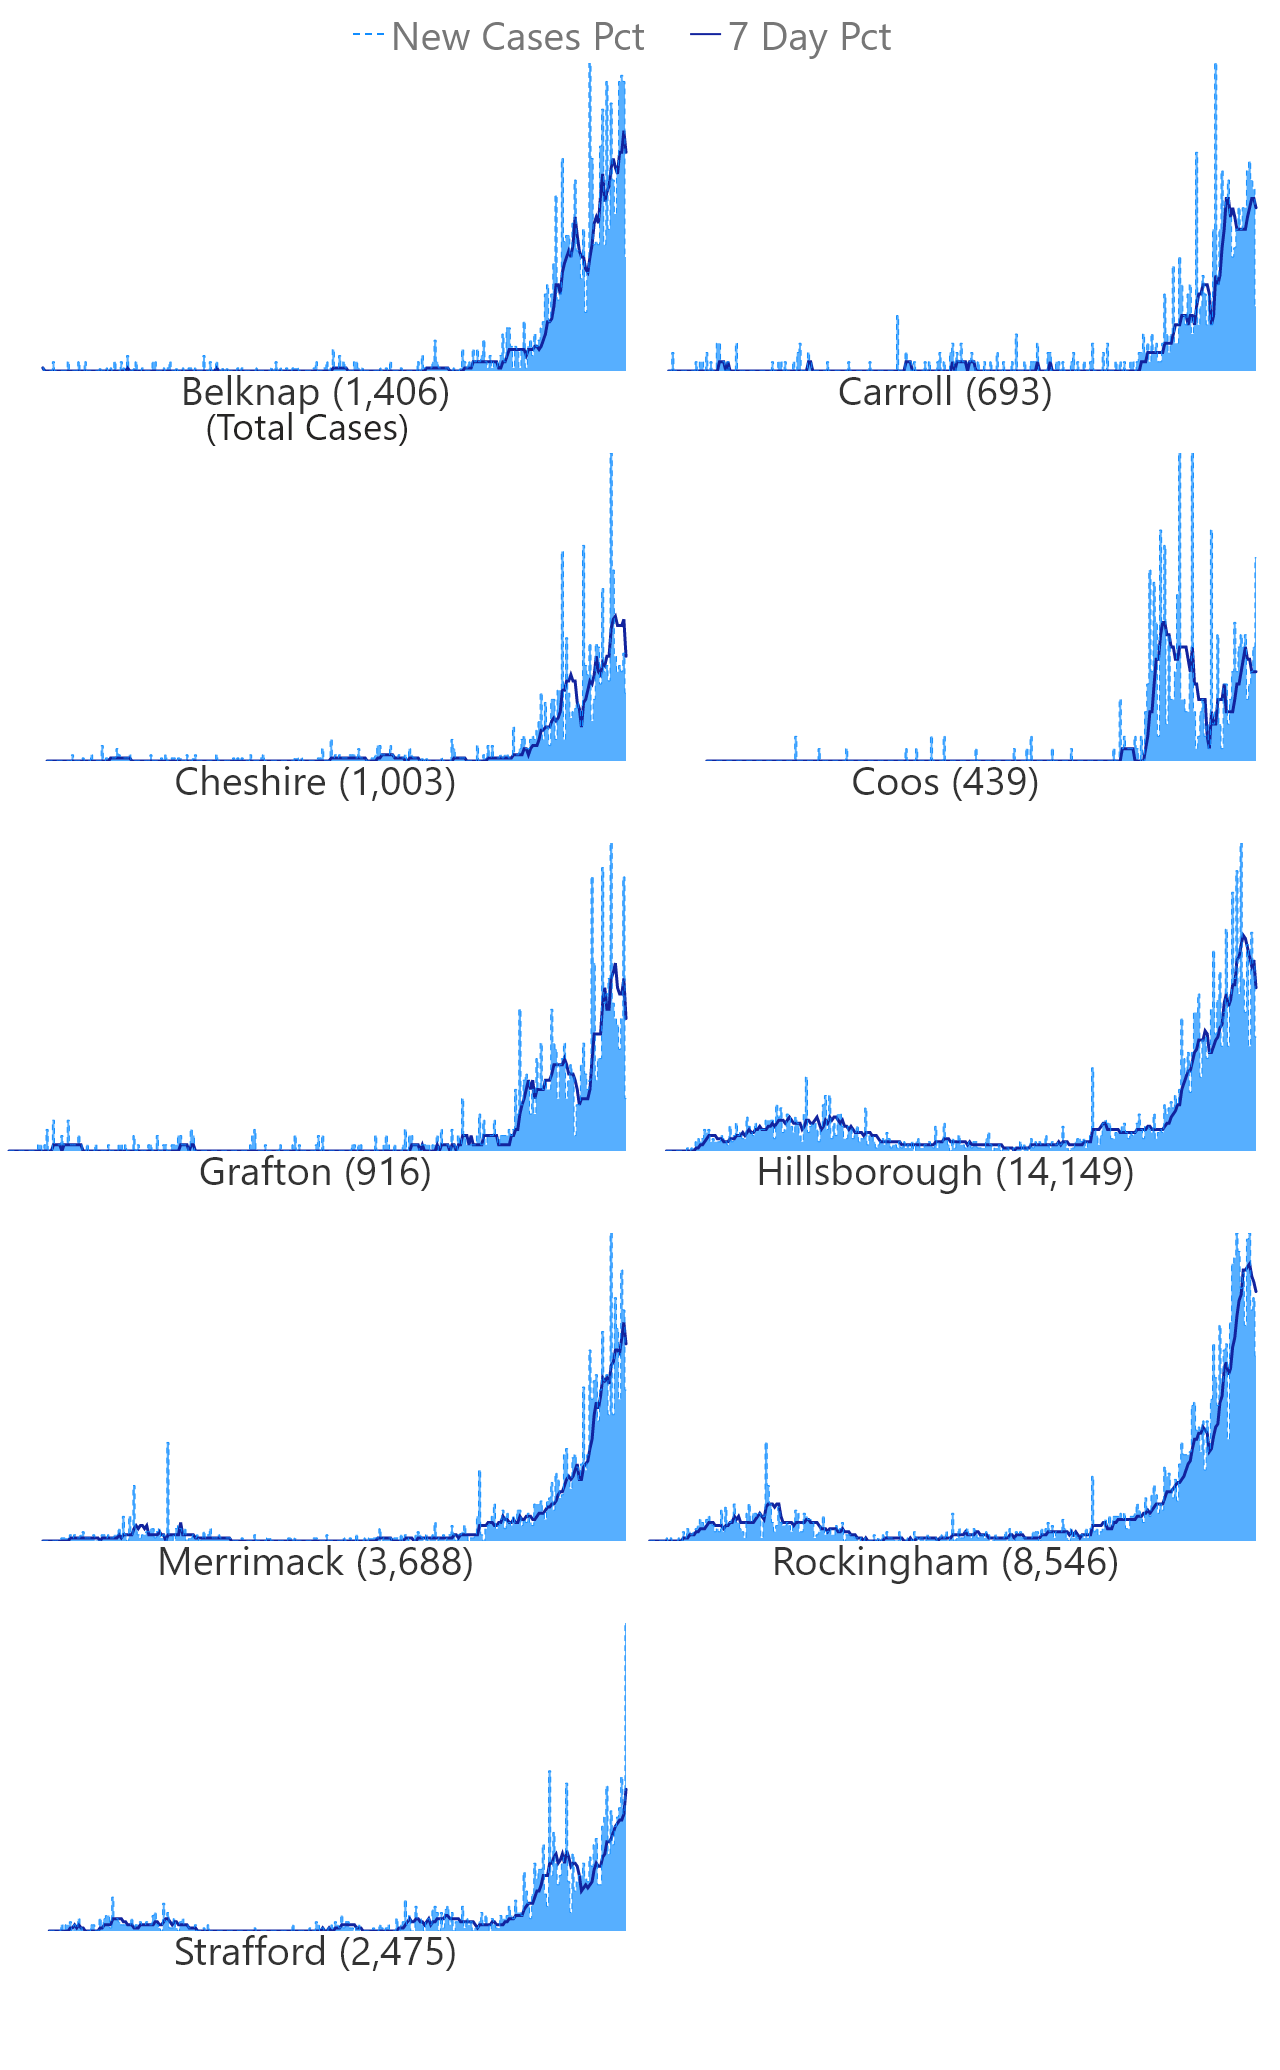 New Cases Pct 7 Day Pct
Belknap (1,406) Carroll (693)
(Total Cases)
Cheshire (1,003) Coos (439)
Grafton (916) Hillsborough (14,149)
Merrimack (3,688) Rockingham (8,546)
Strafford (2,475)